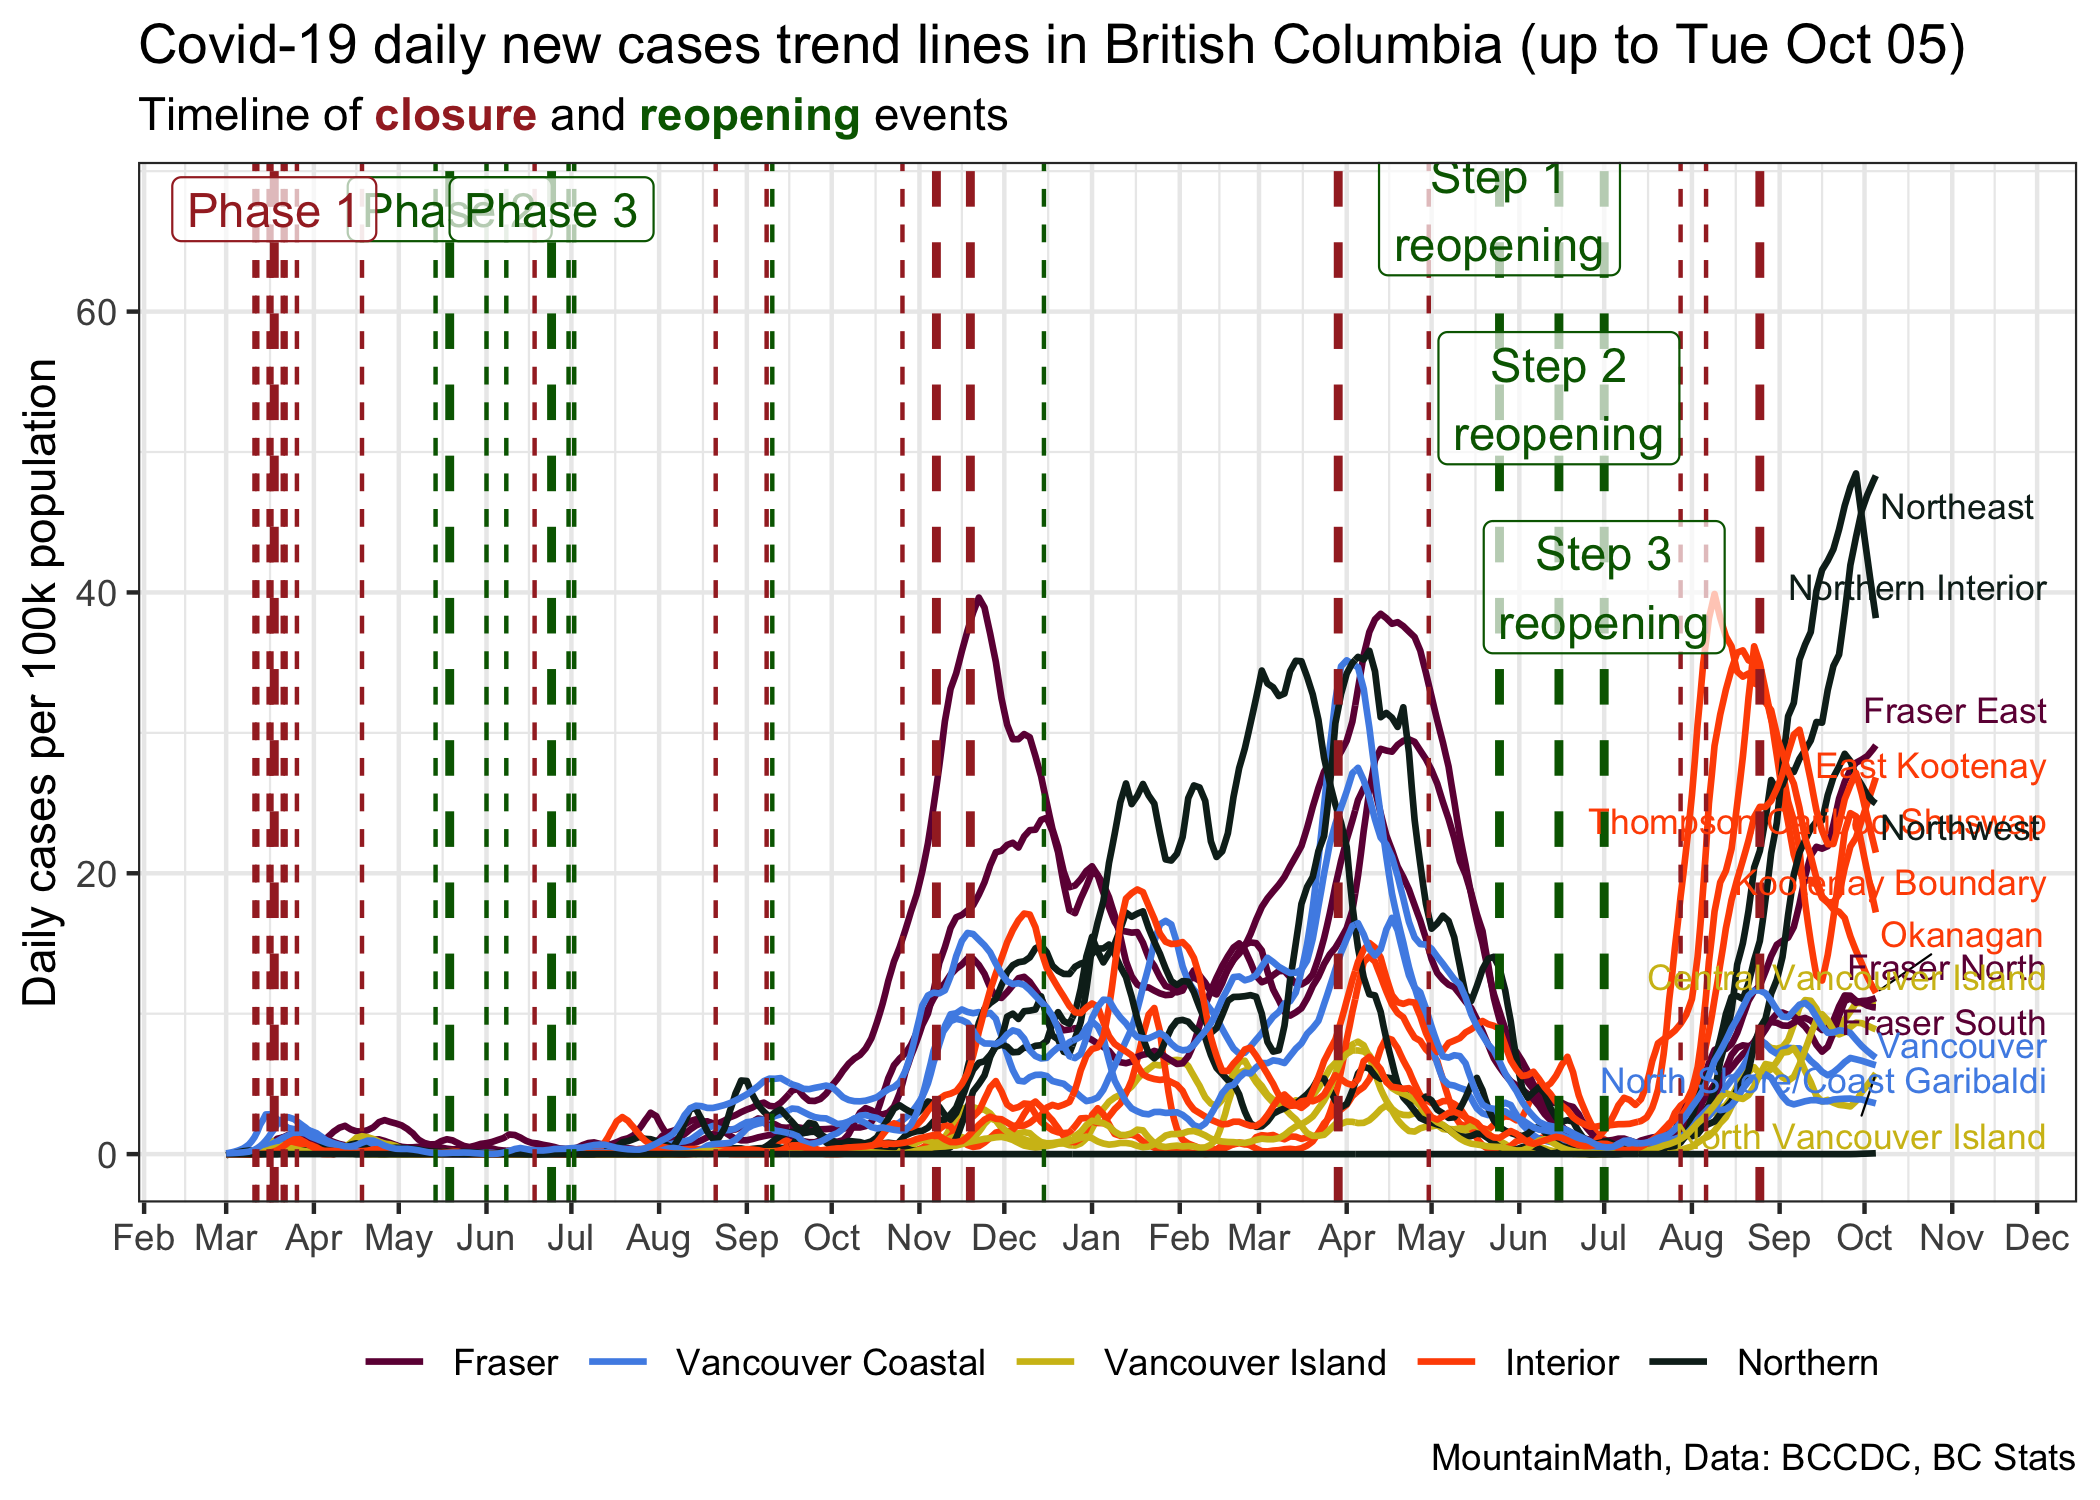 Covid-19 daily new cases trend lines in British Columbia (up to Tue Oct 05)
Timeline of closure and reopening events
Daily cases per 100k population
60
40
20
0
Phase 1
Phase 2
Phase 3
Step 1
reopening
Step 2
reopening
Step 3
reopening
Northeast
Northern Interior
Fraser East
East Kootenay
Thompson Cariboo Shuswap
Northwest
Kootenay Boundary
Okanagan
Fraser North
Central Vancouver Island
Fraser South
Vancouver
North Shore/Coast Garibaldi
North Vancouver Island
Feb Mar Apr May Jun Jul Aug Sep Oct Nov Dec Jan Feb Mar Apr May Jun Jul Aug Sep Oct Nov Dec
Fraser Vancouver Coastal Vancouver Island Interior Northern
MountainMath, Data: BCCDC, BC Stats